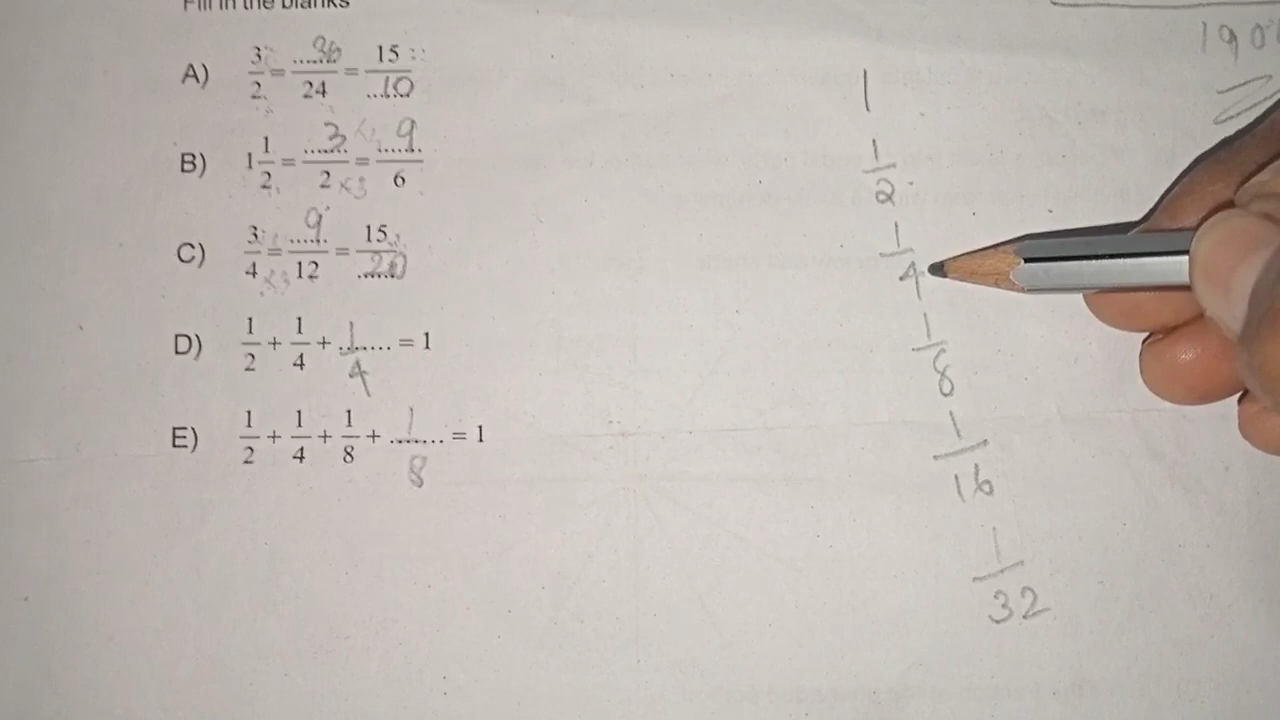 Fill in the blanks
A) 3/2 = 36/24 = 15/10
B) 1 1/2 = 3/2 ×3 = 9/6
C) 3/4 ×3 = 9/12 = 15/20
D) 1/2 + 1/4 + 1/4 = 1
E) 1/2 + 1/4 + 1/8 + 1/8 = 1
1
1/2
1/4
1/8
1/16
1/32